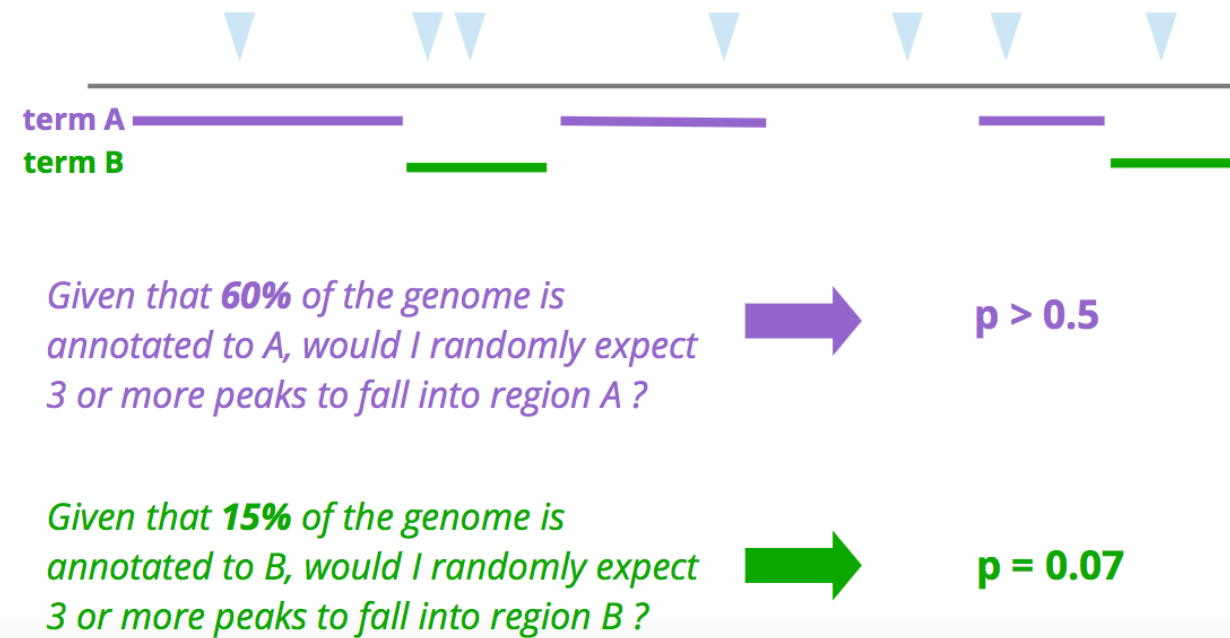 term A
term B
Given that 60% of the genome is
annotated to A, would I randomly expect
3 or more peaks to fall into region A ?
p > 0.5
Given that 15% of the genome is
annotated to B, would I randomly expect
3 or more peaks to fall into region B ?
p = 0.07